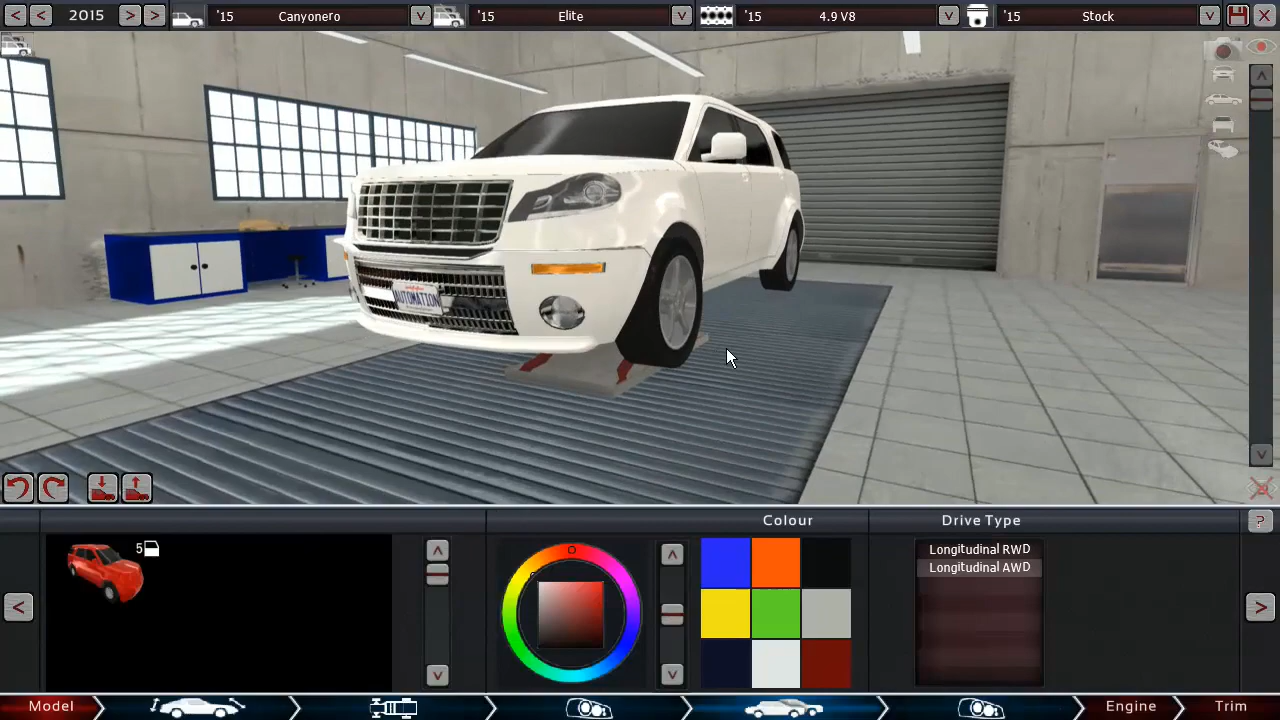 2015
'15 Canyonero
'15 Elite
'15 4.9 V8
'15 Stock
AUTOMATION
Colour
Drive Type
?
5
Longitudinal RWD
Longitudinal AWD
Model
Engine
Trim